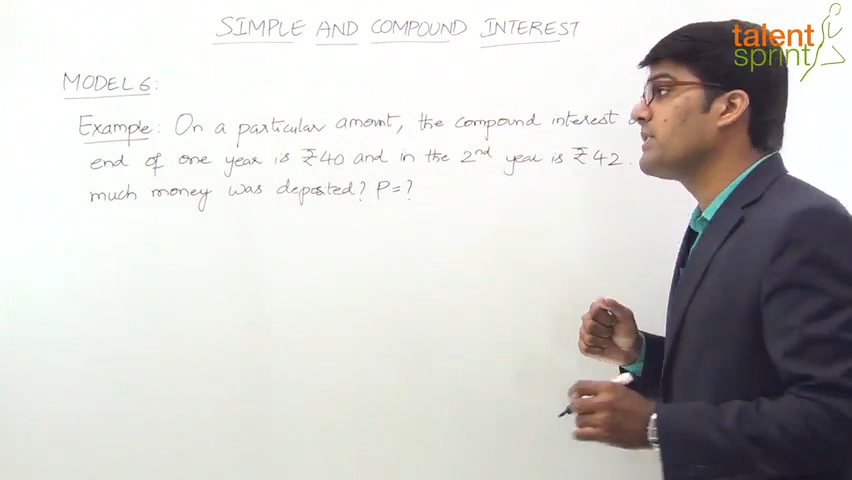 SIMPLE AND COMPOUND INTEREST
talent
sprint
MODEL 6:
Example: On a particular amount, the compound interest
end of one year is ₹40 and in the 2nd year is ₹42.
much money was deposited? P=?